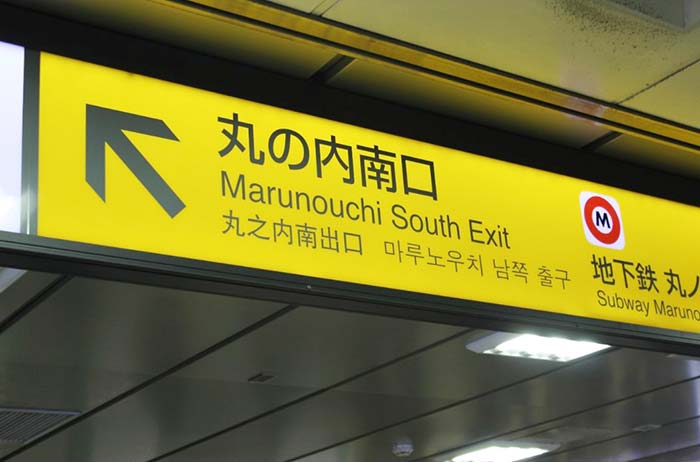 丸の内南口
Marunouchi South Exit
丸之内南出口 마루노우치 남쪽 출구
M
地下鉄 丸ノ
Subway Maruno